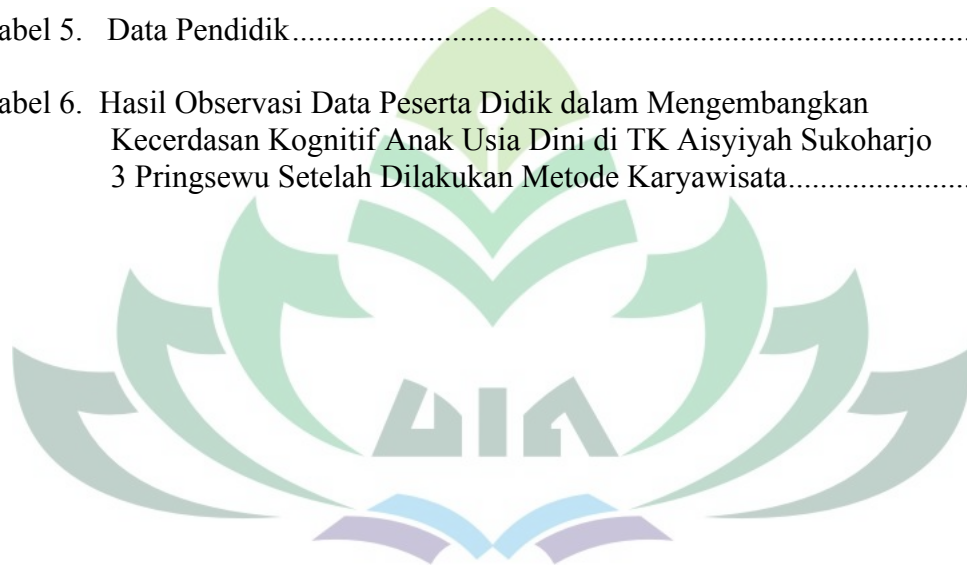 abel 5. Data Pendidik.....................................................................................
abel 6. Hasil Observasi Data Peserta Didik dalam Mengembangkan
Kecerdasan Kognitif Anak Usia Dini di TK Aisyiyah Sukoharjo
3 Pringsewu Setelah Dilakukan Metode Karyawisata.......................
UIN